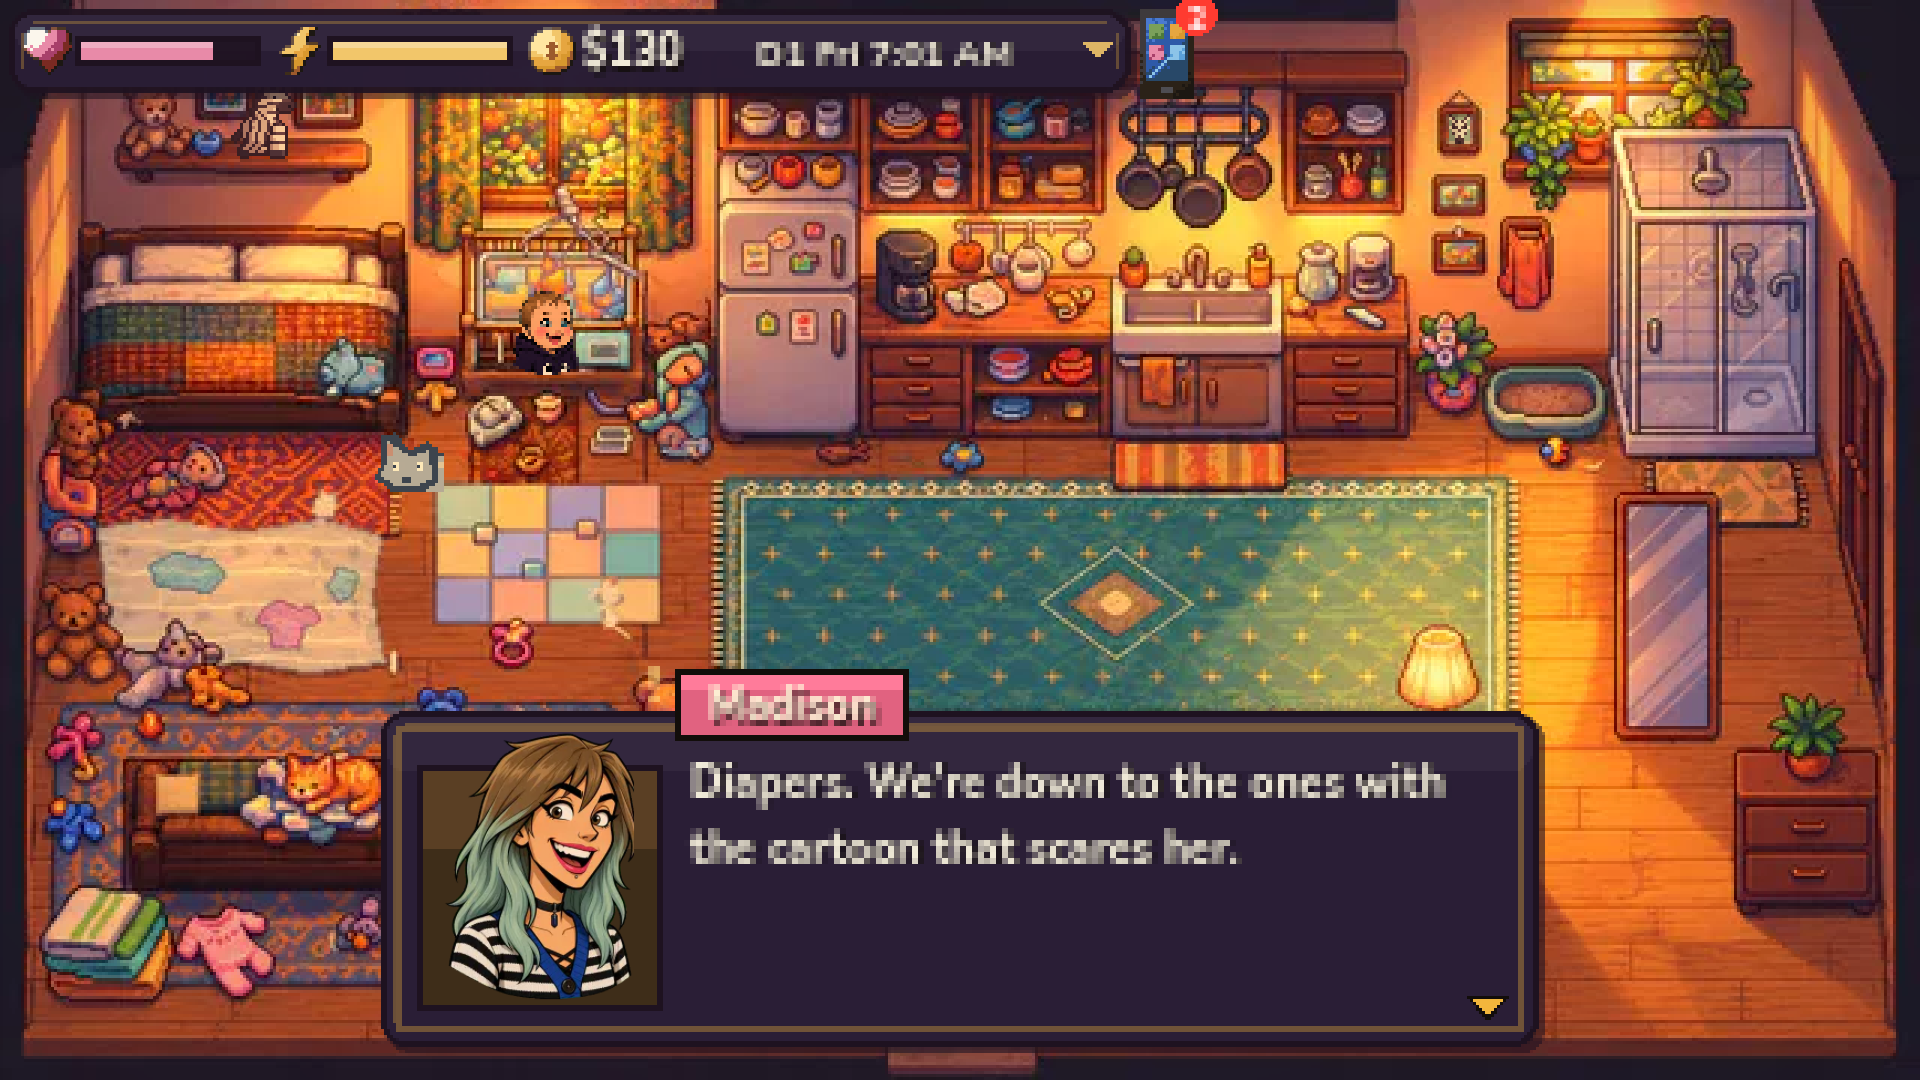 $130
D1 Fri 7:01 AM
2
Madison
Diapers. We're down to the ones with
the cartoon that scares her.